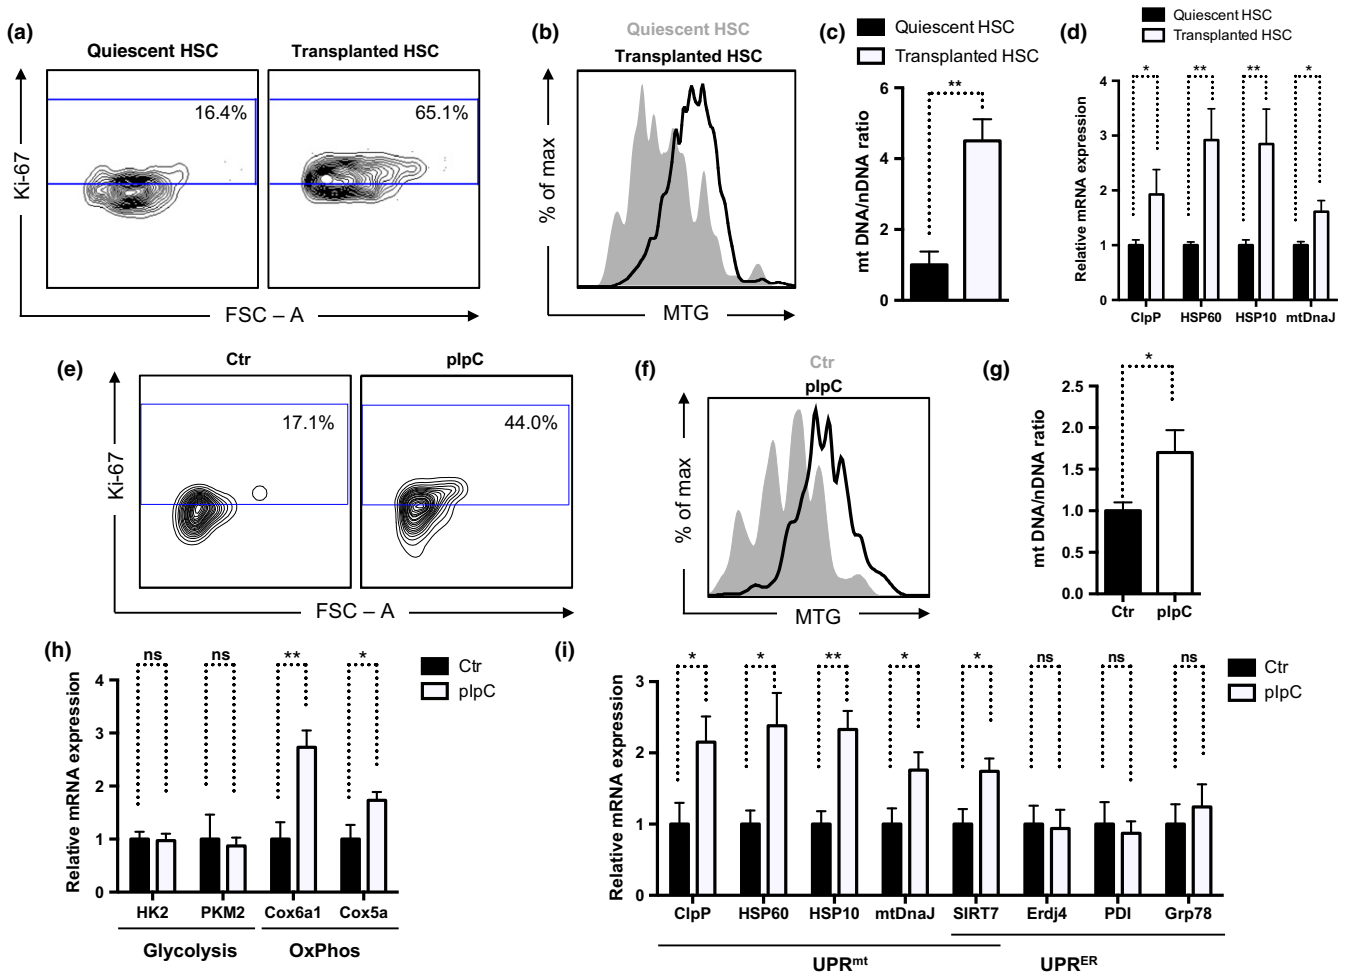 (a)
Quiescent HSC
Transplanted HSC
16.4%
65.1%
Ki-67
FSC – A
(b)
Quiescent HSC
Transplanted HSC
% of max
MTG
(c)
Quiescent HSC
Transplanted HSC
**
mt DNA/nDNA ratio
6
4
2
0
(d)
Quiescent HSC
Transplanted HSC
* ** ** *
Relative mRNA expression
4
3
2
1
0
ClpP HSP60 HSP10 mtDnaJ
(e)
Ctr
pIpC
17.1%
44.0%
Ki-67
FSC – A
(f)
Ctr
pIpC
% of max
MTG
(g)
*
mt DNA/nDNA ratio
2.5
2.0
1.5
1.0
0.5
0.0
Ctr pIpC
(h)
ns ns ** *
Ctr
pIpC
Relative mRNA expression
4
3
2
1
0
HK2 PKM2 Cox6a1 Cox5a
Glycolysis OxPhos
(i)
* * ** * * ns ns ns
Ctr
pIpC
Relative mRNA expression
3
2
1
0
ClpP HSP60 HSP10 mtDnaJ SIRT7 Erdj4 PDI Grp78
UPRmt UPRER